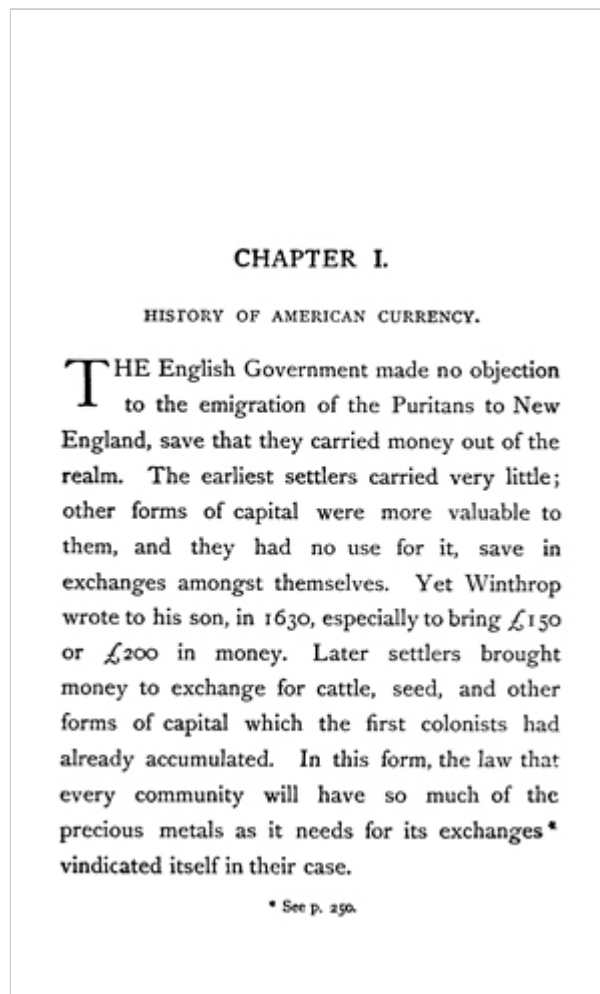 CHAPTER I.
HISTORY OF AMERICAN CURRENCY.
THE English Government made no objection
to the emigration of the Puritans to New
England, save that they carried money out of the
realm. The earliest settlers carried very little;
other forms of capital were more valuable to
them, and they had no use for it, save in
exchanges amongst themselves. Yet Winthrop
wrote to his son, in 1630, especially to bring £150
or £200 in money. Later settlers brought
money to exchange for cattle, seed, and other
forms of capital which the first colonists had
already accumulated. In this form, the law that
every community will have so much of the
precious metals as it needs for its exchanges*
vindicated itself in their case.
* See p. 250.